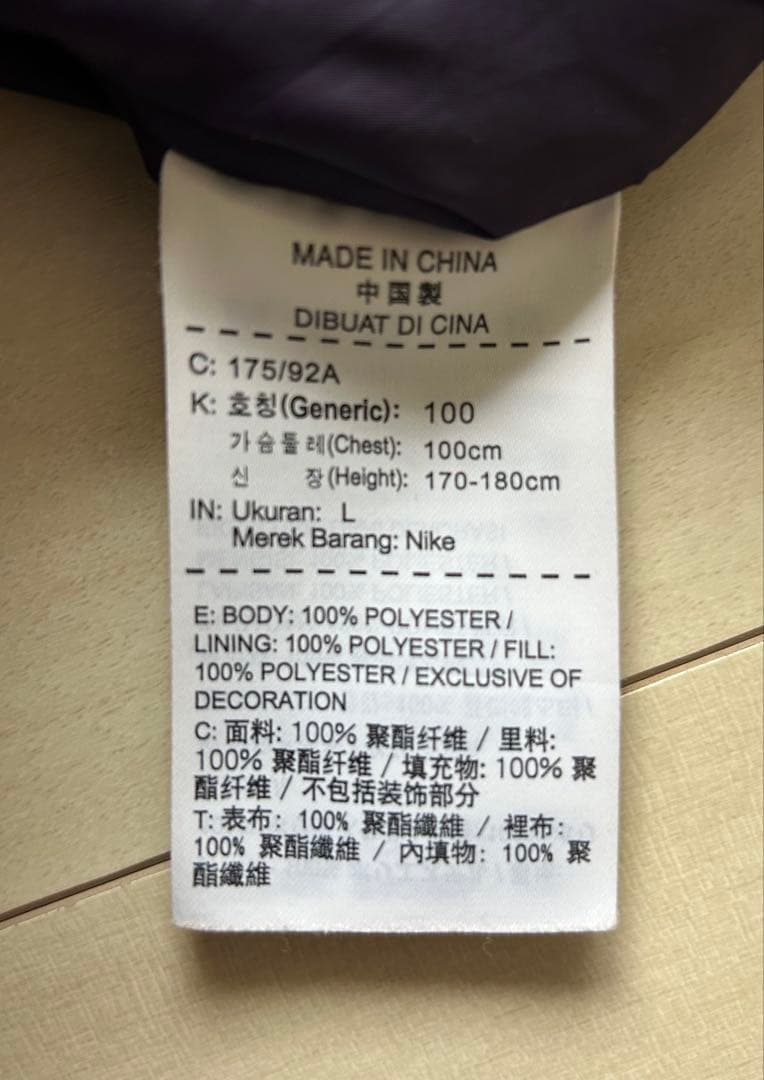 MADE IN CHINA
中国製
DIBUAT DI CINA
C: 175/92A
K: 호칭(Generic): 100
가슴둘레(Chest): 100cm
신 장(Height): 170-180cm
IN: Ukuran: L
Merek Barang: Nike
E: BODY: 100% POLYESTER /
LINING: 100% POLYESTER / FILL:
100% POLYESTER / EXCLUSIVE OF
DECORATION
C: 面料: 100% 聚酯纤维 / 里料:
100% 聚酯纤维 / 填充物: 100% 聚
酯纤维 / 不包括装饰部分
T: 表布: 100% 聚酯纖維 / 裡布:
100% 聚酯纖維 / 內填物: 100% 聚
酯纖維